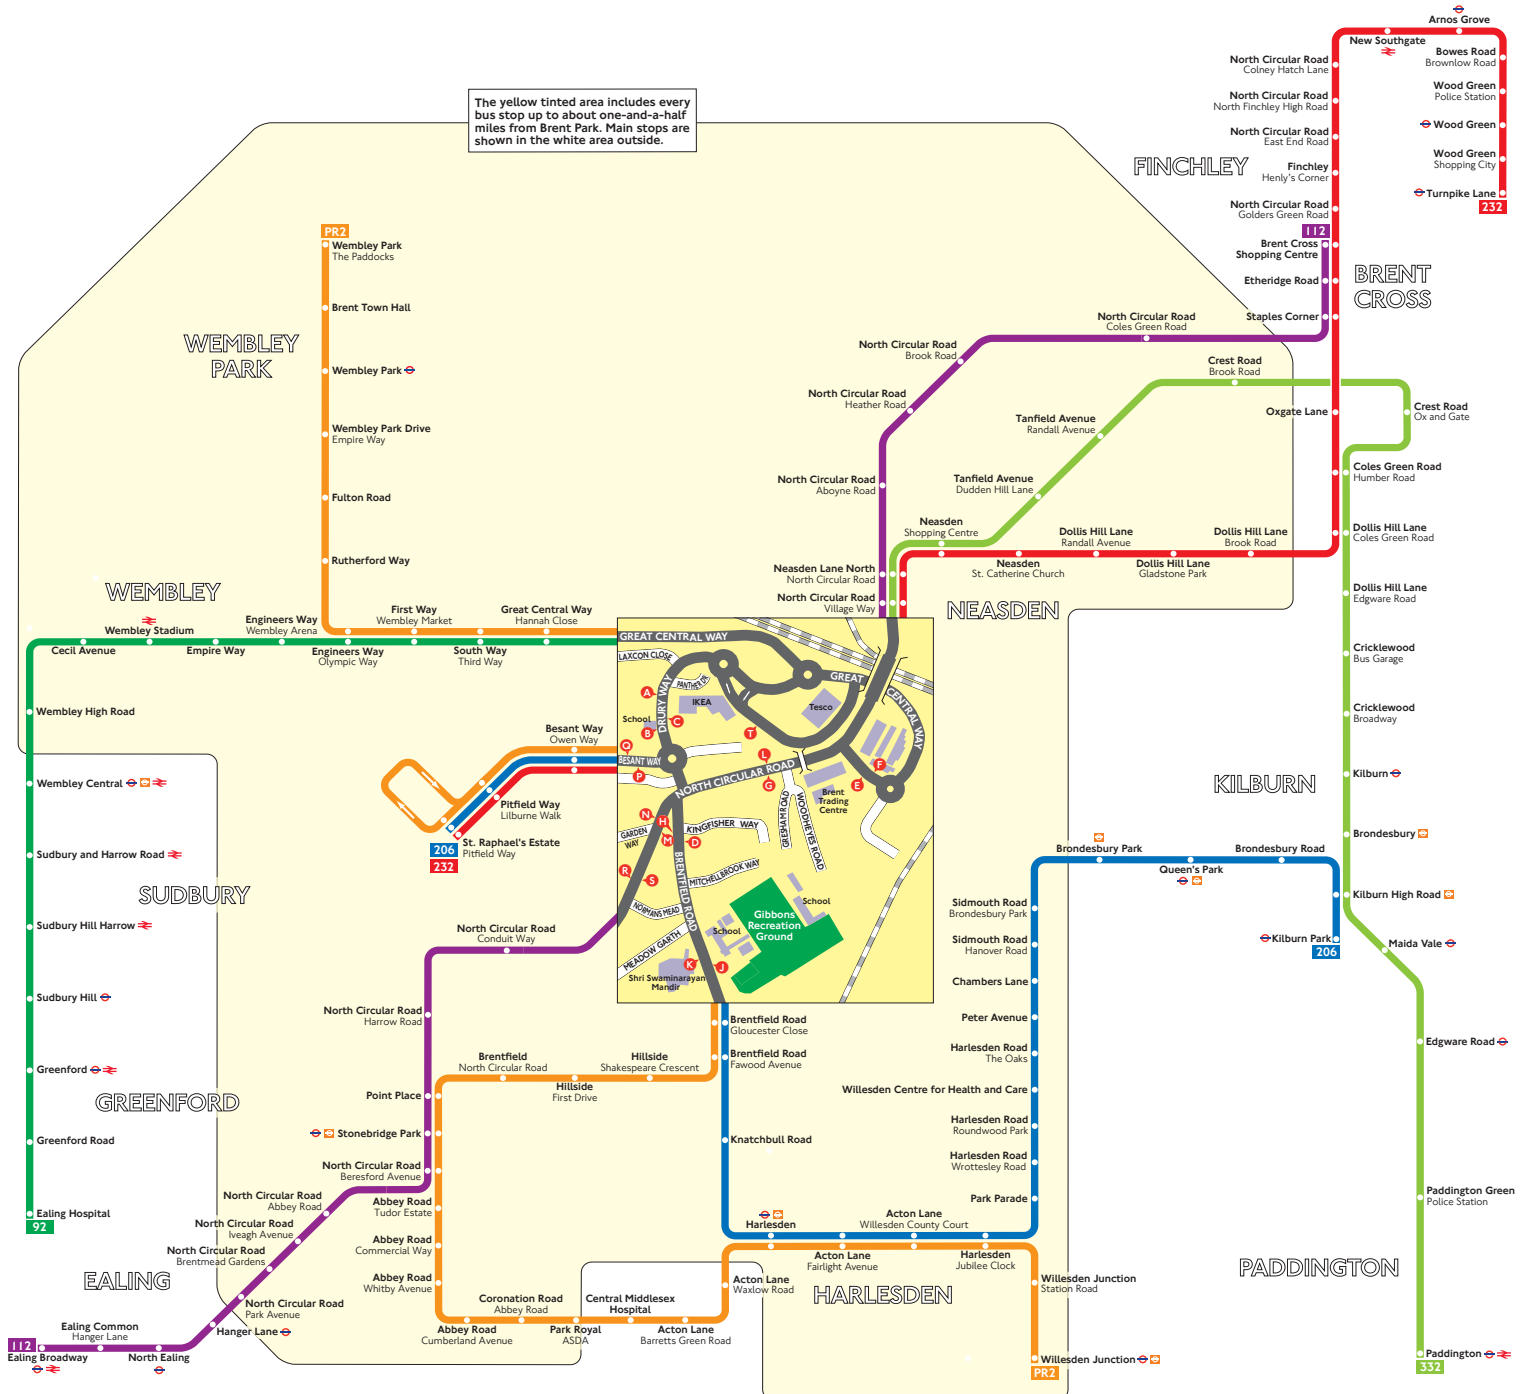 The yellow tinted area includes every
bus stop up to about one-and-a-half
miles from Brent Park. Main stops are
shown in the white area outside.
Arnos Grove
New Southgate
Bowes Road
Brownlow Road
Wood Green
Police Station
Wood Green
Wood Green
Shopping City
Turnpike Lane
232
North Circular Road
Colney Hatch Lane
North Circular Road
North Finchley High Road
North Circular Road
East End Road
FINCHLEY
Finchley
Henly's Corner
North Circular Road
Golders Green Road
112
Brent Cross
Shopping Centre
Etheridge Road
Staples Corner
BRENT
CROSS
North Circular Road
Coles Green Road
North Circular Road
Brook Road
North Circular Road
Heather Road
North Circular Road
Aboyne Road
Crest Road
Brook Road
Tanfield Avenue
Randall Avenue
Tanfield Avenue
Dudden Hill Lane
Neasden
Shopping Centre
Oxgate Lane
Crest Road
Ox and Gate
Coles Green Road
Humber Road
Dollis Hill Lane
Coles Green Road
Dollis Hill Lane
Randall Avenue
Dollis Hill Lane
Brook Road
Neasden
St. Catherine Church
Dollis Hill Lane
Gladstone Park
Neasden Lane North
North Circular Road
North Circular Road
Village Way
NEASDEN
Dollis Hill Lane
Edgware Road
Cricklewood
Bus Garage
Cricklewood
Broadway
Kilburn
KILBURN
Brondesbury
Kilburn High Road
Maida Vale
Edgware Road
Paddington Green
Police Station
PADDINGTON
Paddington
332
PR2
Wembley Park
The Paddocks
Brent Town Hall
WEMBLEY
PARK
Wembley Park
Wembley Park Drive
Empire Way
Fulton Road
Rutherford Way
WEMBLEY
Wembley Stadium
Engineers Way
Wembley Arena
First Way
Wembley Market
Great Central Way
Hannah Close
Cecil Avenue
Empire Way
Engineers Way
Olympic Way
South Way
Third Way
Wembley High Road
Wembley Central
Sudbury and Harrow Road
SUDBURY
Sudbury Hill Harrow
Sudbury Hill
Greenford
GREENFORD
Greenford Road
Ealing Hospital
92
Besant Way
Owen Way
Pitfield Way
Lilburne Walk
St. Raphael's Estate
Pitfield Way
206
232
GREAT CENTRAL WAY
LAXCON CLOSE
PANTHER DR.
A
IKEA
DRURY WAY
School
C
B
Q
BESANT WAY
P
GREAT
CENTRAL WAY
Tesco
T
L
NORTH CIRCULAR ROAD
G
F
E
Brent
Trading
Centre
N
H
GARDEN
WAY
M
D
KINGFISHER WAY
GRESHAM ROAD
WOODHEYES ROAD
R
S
BRENTFIELD ROAD
MITCHELLBROOK WAY
NORMANS MEAD
MEADOW GARTH
School
School
Gibbons
Recreation
Ground
K
J
Shri Swaminarayan
Mandir
North Circular Road
Conduit Way
North Circular Road
Harrow Road
Point Place
Stonebridge Park
North Circular Road
Beresford Avenue
North Circular Road
Abbey Road
North Circular Road
Iveagh Avenue
North Circular Road
Brentmead Gardens
North Circular Road
Park Avenue
Hanger Lane
EALING
Ealing Common
Hanger Lane
112
Ealing Broadway
North Ealing
Brentfield Road
Gloucester Close
Brentfield Road
Fawood Avenue
Brentfield
North Circular Road
Hillside
Shakespeare Crescent
Hillside
First Drive
Abbey Road
Tudor Estate
Abbey Road
Commercial Way
Abbey Road
Whitby Avenue
Coronation Road
Abbey Road
Central Middlesex
Hospital
Abbey Road
Cumberland Avenue
Park Royal
ASDA
Acton Lane
Barretts Green Road
Acton Lane
Waxlow Road
Knatchbull Road
Harlesden
Acton Lane
Willesden County Court
Acton Lane
Fairlight Avenue
Harlesden
Jubilee Clock
HARLESDEN
Willesden Junction
Station Road
Willesden Junction
PR2
Brondesbury Park
Queen's Park
Brondesbury Road
Kilburn Park
206
Sidmouth Road
Brondesbury Park
Sidmouth Road
Hanover Road
Chambers Lane
Peter Avenue
Harlesden Road
The Oaks
Willesden Centre for Health and Care
Harlesden Road
Roundwood Park
Harlesden Road
Wrottesley Road
Park Parade